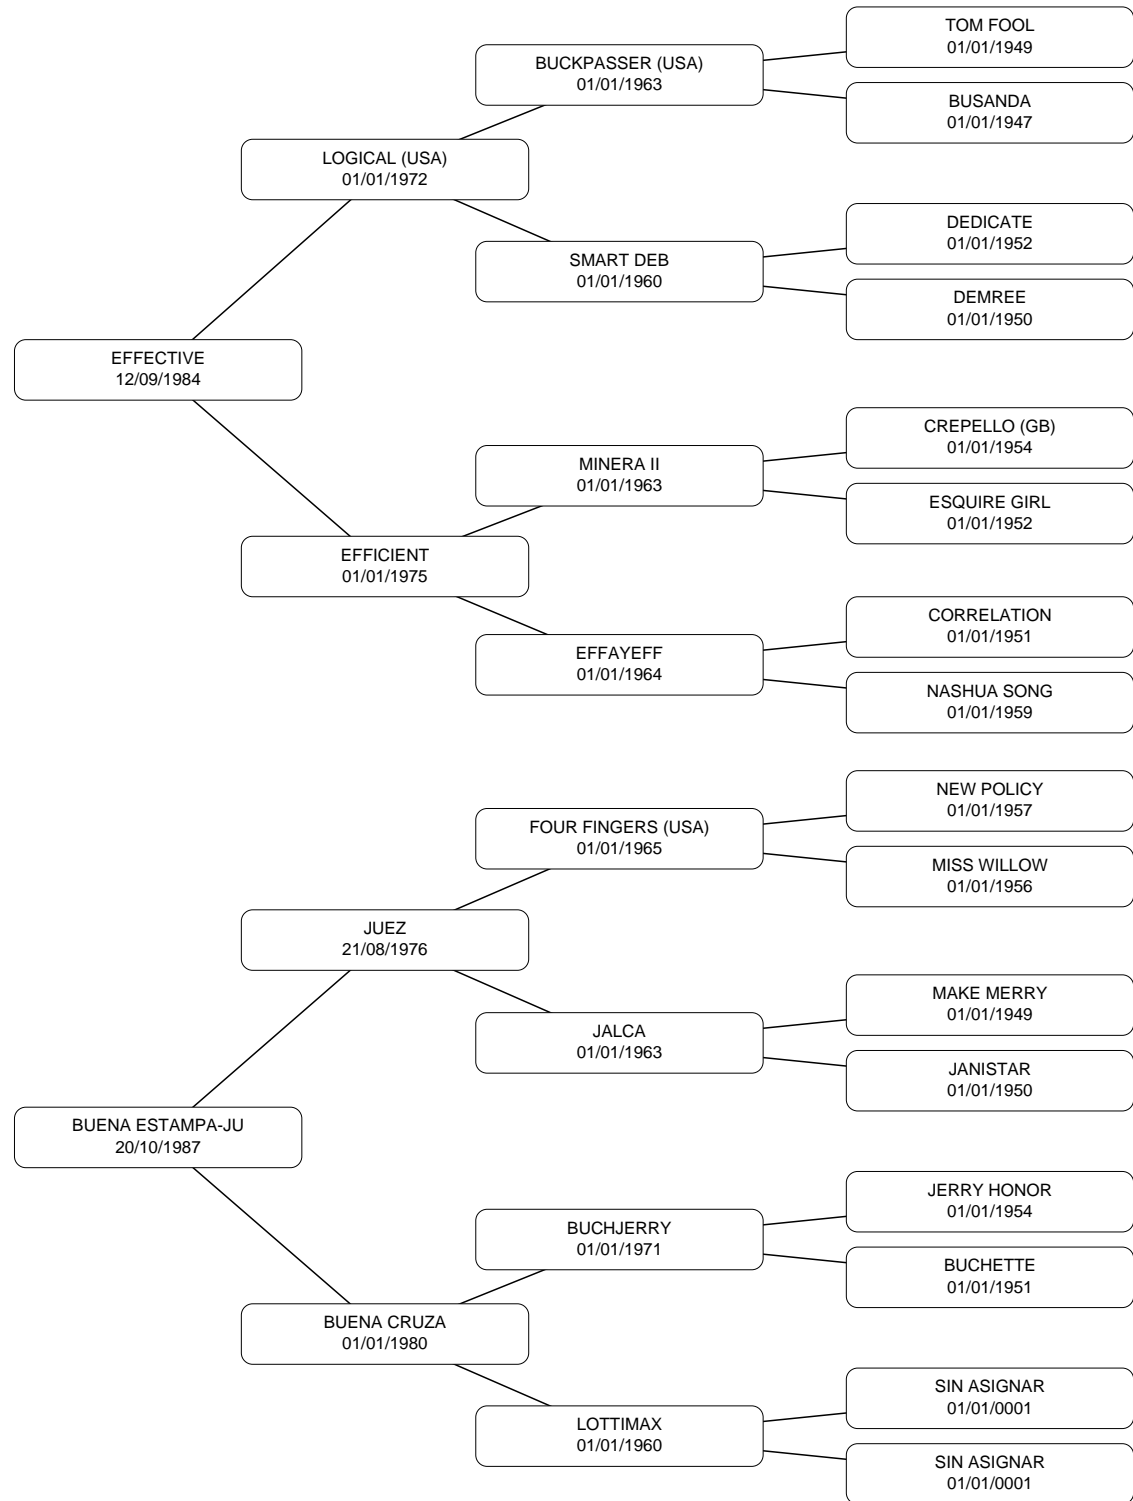 TOM FOOL
01/01/1949
BUCKPASSER (USA)
01/01/1963
BUSANDA
01/01/1947
LOGICAL (USA)
01/01/1972
DEDICATE
01/01/1952
SMART DEB
01/01/1960
DEMREE
01/01/1950
EFFECTIVE
12/09/1984
CREPELLO (GB)
01/01/1954
MINERA II
01/01/1963
ESQUIRE GIRL
01/01/1952
EFFICIENT
01/01/1975
CORRELATION
01/01/1951
EFFAYEFF
01/01/1964
NASHUA SONG
01/01/1959
NEW POLICY
01/01/1957
FOUR FINGERS (USA)
01/01/1965
MISS WILLOW
01/01/1956
JUEZ
21/08/1976
MAKE MERRY
01/01/1949
JALCA
01/01/1963
JANISTAR
01/01/1950
BUENA ESTAMPA-JU
20/10/1987
JERRY HONOR
01/01/1954
BUCHJERRY
01/01/1971
BUCHETTE
01/01/1951
BUENA CRUZA
01/01/1980
SIN ASIGNAR
01/01/0001
LOTTIMAX
01/01/1960
SIN ASIGNAR
01/01/0001